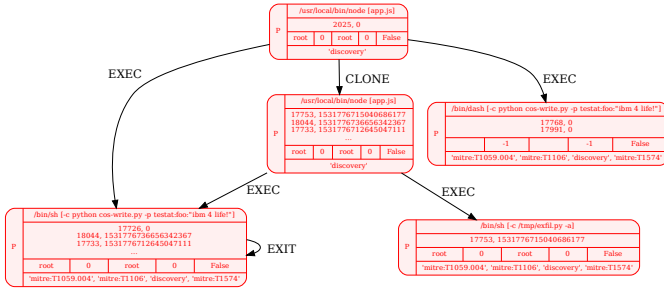 /usr/local/bin/node [app.js]
P
2025, 0
root 0 root 0 False
'discovery'
EXEC
CLONE
EXEC
/usr/local/bin/node [app.js]
P
17753, 1531776715040686177
18044, 1531776736656342367
17733, 1531776712645047111
...
root 0 root 0 False
'discovery'
/bin/dash [-c python cos-write.py -p testat:foo:"ibm 4 life!"]
P
17768, 0
17991, 0
-1 -1 False
'mitre:T1059.004', 'mitre:T1106', 'discovery', 'mitre:T1574'
EXEC
EXEC
/bin/sh [-c python cos-write.py -p testat:foo:"ibm 4 life!"]
P
17726, 0
18044, 1531776736656342367
17733, 1531776712645047111
...
root 0 root 0 False
'mitre:T1059.004', 'mitre:T1106', 'discovery', 'mitre:T1574'
EXIT
/bin/sh [-c /tmp/exfil.py -a]
P
17753, 1531776715040686177
root 0 root 0 False
'mitre:T1059.004', 'mitre:T1106', 'discovery', 'mitre:T1574'